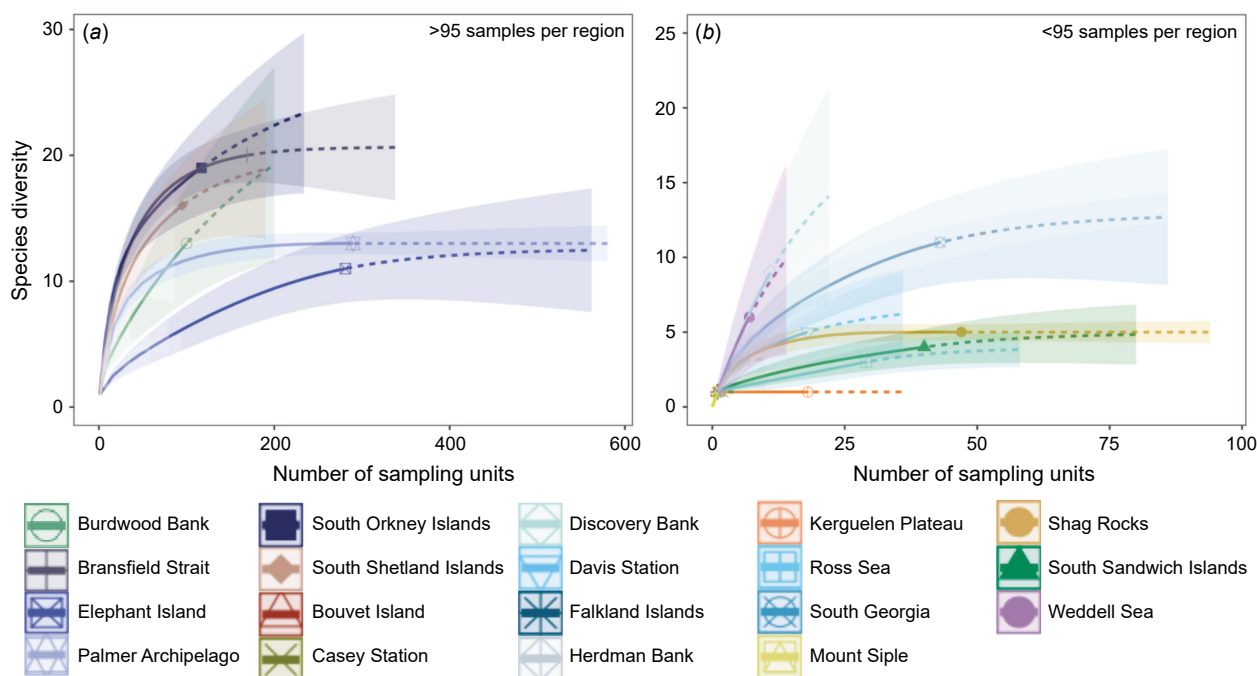 (a)
>95 samples per region
(b)
<95 samples per region
Species diversity
30
20
10
0
25
20
15
10
5
0
0 200 400 600
0 25 50 75 100
Number of sampling units
Number of sampling units
Burdwood Bank
South Orkney Islands
Discovery Bank
Kerguelen Plateau
Shag Rocks
Bransfield Strait
South Shetland Islands
Davis Station
Ross Sea
South Sandwich Islands
Elephant Island
Bouvet Island
Falkland Islands
South Georgia
Weddell Sea
Palmer Archipelago
Casey Station
Herdman Bank
Mount Siple